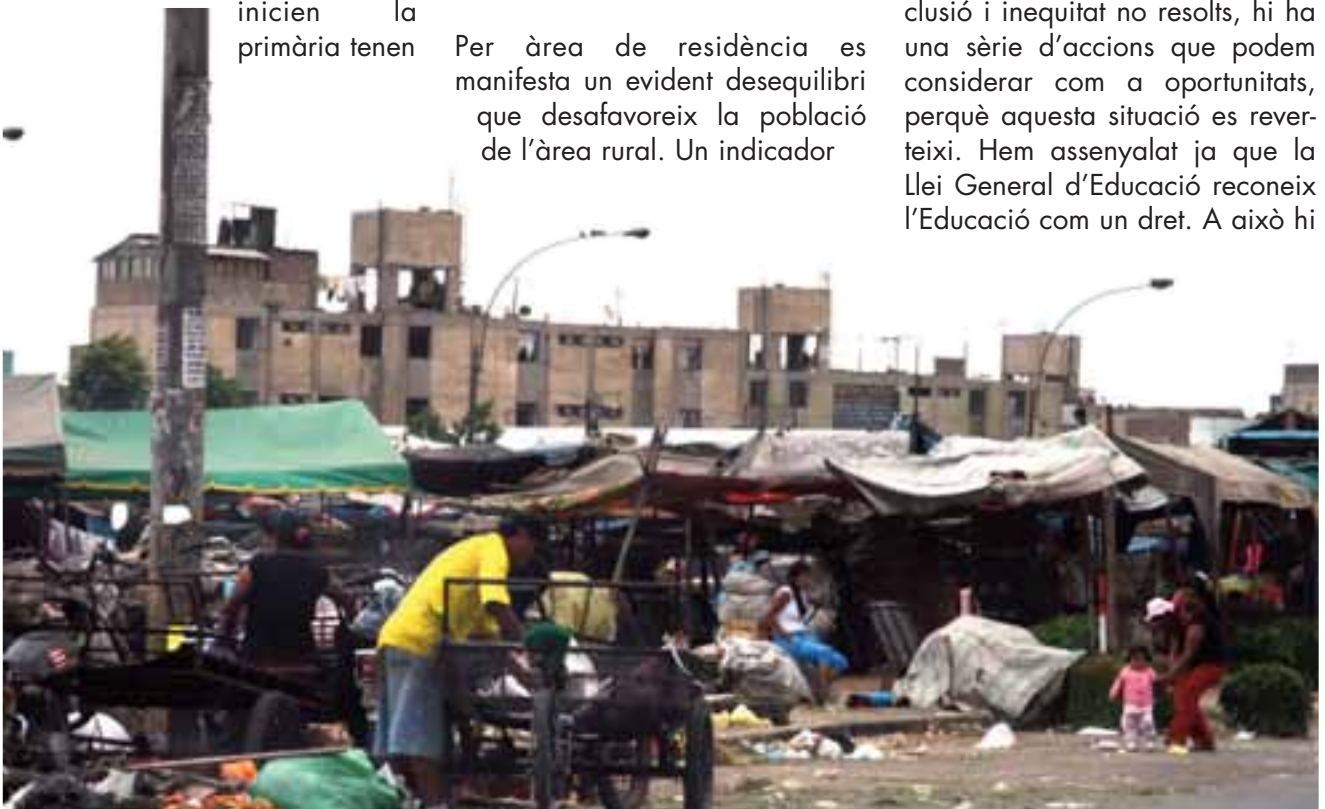 inicien la
primària tenen
Per àrea de residència es
manifesta un evident desequilibri
que desafavoreix la població
de l'àrea rural. Un indicador
clusió i inequitat no resolts, hi ha
una sèrie d'accions que podem
considerar com a oportunitats,
perquè aquesta situació es rever-
teixi. Hem assenyalat ja que la
Llei General d'Educació reconeix
l'Educació com un dret. A això hi